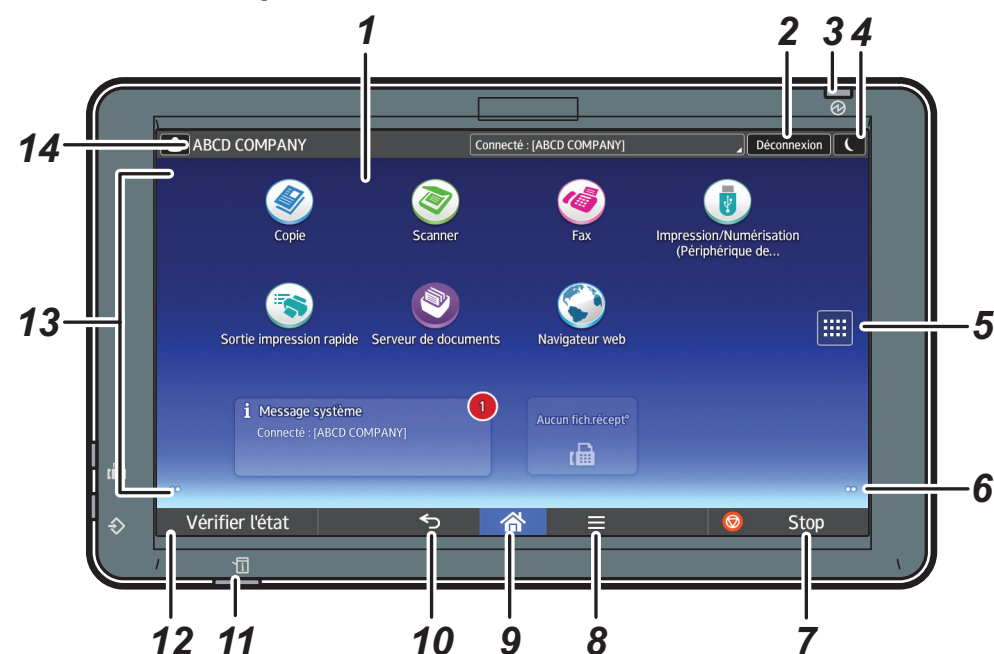 1
2
3
4
14
ABCD COMPANY
Connecté : [ABCD COMPANY]
Déconnexion
Copie
Scanner
Fax
Impression/Numérisation
(Périphérique de...
13
5
Sortie impression rapide
Serveur de documents
Navigateur web
i Message système
1
Connecté : [ABCD COMPANY]
Aucun fich.récept°
6
Vérifier l'état
Stop
12
11
10
9
8
7